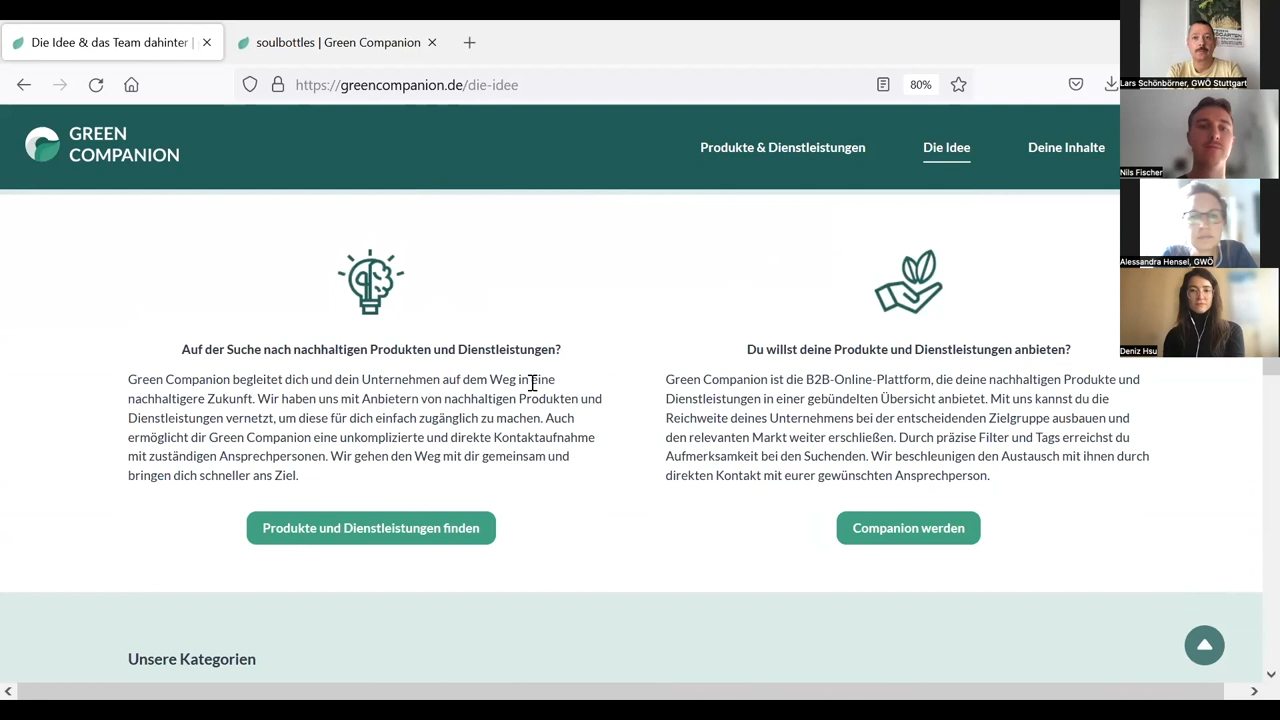 Die Idee & das Team dahinter |
soulbottles | Green Companion
https://greencompanion.de/die-idee
80%
GREEN
COMPANION
Produkte & Dienstleistungen
Die Idee
Deine Inhalte
Lars Schönbörner, GWÖ Stuttgart
Nils Fischer
Alessandra Hensel, GWÖ
Deniz Hsu
Auf der Suche nach nachhaltigen Produkten und Dienstleistungen?
Green Companion begleitet dich und dein Unternehmen auf dem Weg in eine
nachhaltigere Zukunft. Wir haben uns mit Anbietern von nachhaltigen Produkten und
Dienstleistungen vernetzt, um diese für dich einfach zugänglich zu machen. Auch
ermöglicht dir Green Companion eine unkomplizierte und direkte Kontaktaufnahme
mit zuständigen Ansprechpersonen. Wir gehen den Weg mit dir gemeinsam und
bringen dich schneller ans Ziel.
Produkte und Dienstleistungen finden
Du willst deine Produkte und Dienstleistungen anbieten?
Green Companion ist die B2B-Online-Plattform, die deine nachhaltigen Produkte und
Dienstleistungen in einer gebündelten Übersicht anbietet. Mit uns kannst du die
Reichweite deines Unternehmens bei der entscheidenden Zielgruppe ausbauen und
den relevanten Markt weiter erschließen. Durch präzise Filter und Tags erreichst du
Aufmerksamkeit bei den Suchenden. Wir beschleunigen den Austausch mit ihnen durch
direkten Kontakt mit eurer gewünschten Ansprechperson.
Companion werden
Unsere Kategorien